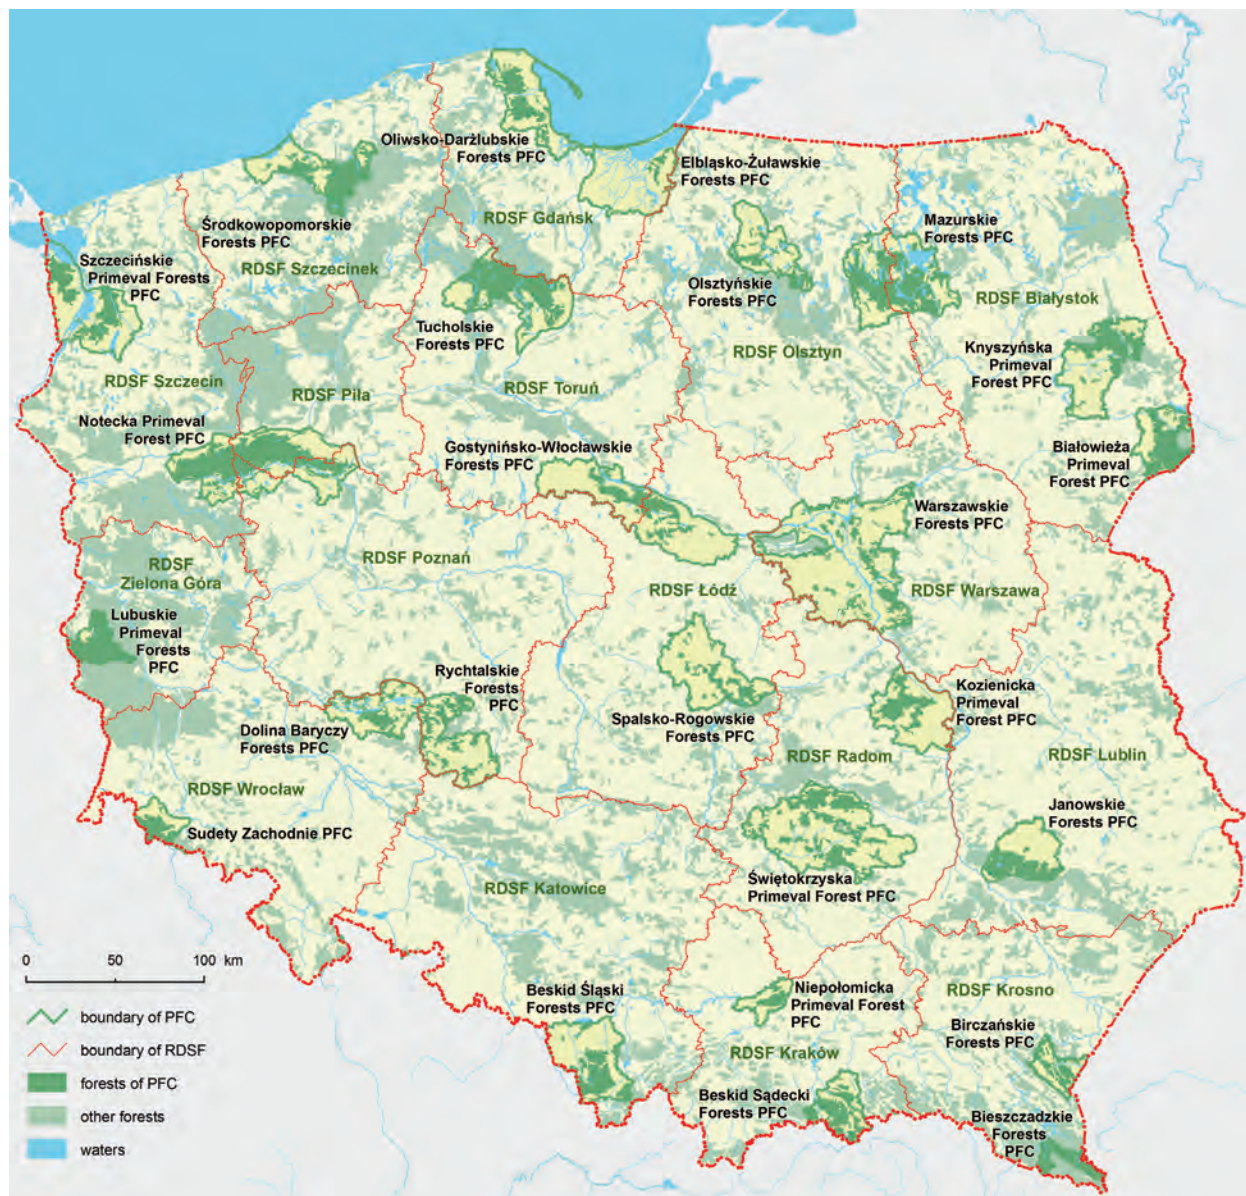 Oliwsko-Darżlubskie
Forests PFC
Elbląsko-Żuławskie
Forests PFC
RDSF Gdańsk
Środkowopomorskie
Forests PFC
Mazurskie
Forests PFC
Szczecińskie
Primeval Forests
PFC
RDSF Szczecinek
Olsztyńskie
Forests PFC
RDSF Białystok
Tucholskie
Forests PFC
Knyszyńska
Primeval
Forest PFC
RDSF Olsztyn
RDSF Szczecin
RDSF Piła
RDSF Toruń
Notecka Primeval
Forest PFC
Gostynińsko-Włocławskie
Forests PFC
Białowieża
Primeval
Forest PFC
Warszawskie
Forests PFC
RDSF
Zielona Góra
RDSF Poznań
RDSF Łódź
RDSF Warszawa
Lubuskie
Primeval
Forests
PFC
Rychtalskie
Forests
PFC
Kozienicka
Primeval
Forest PFC
Dolina Baryczy
Forests PFC
Spalsko-Rogowskie
Forests PFC
RDSF Radom
RDSF Lublin
RDSF Wrocław
Janowskie
Forests PFC
Sudety Zachodnie PFC
Świętokrzyska
Primeval Forest PFC
RDSF Katowice
Beskid Śląski
Forests PFC
Niepołomicka
Primeval Forest
PFC
RDSF Krosno
Birczańskie
Forests PFC
RDSF Kraków
Beskid Sądecki
Forests PFC
Bieszczadzkie
Forests
PFC
0 50 100 km
boundary of PFC
boundary of RDSF
forests of PFC
other forests
waters